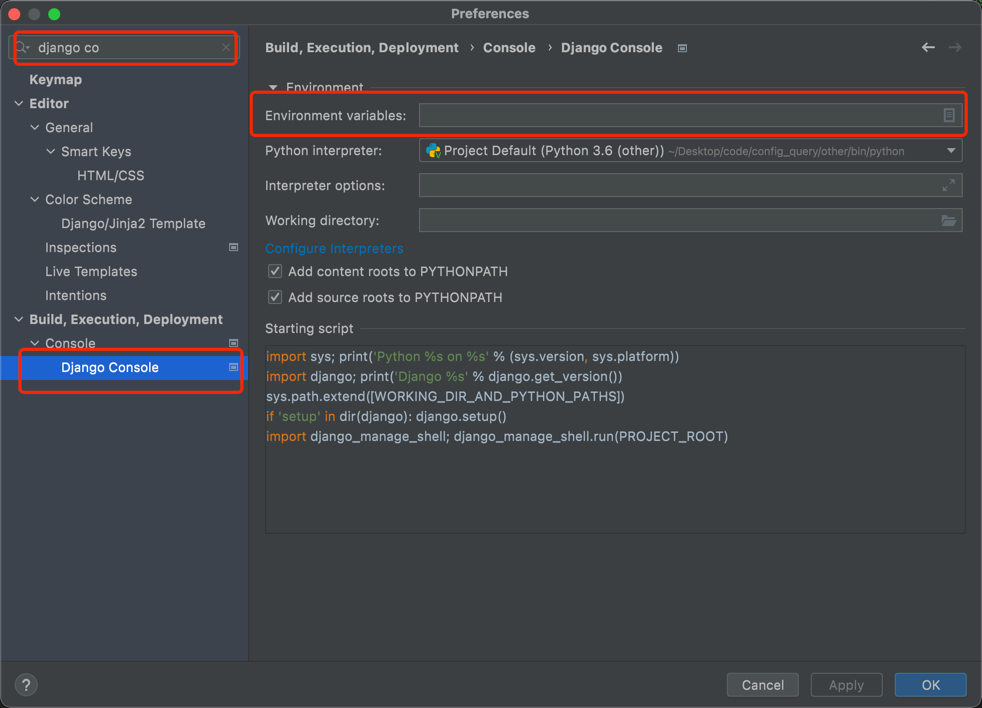 Preferences
django co
Build, Execution, Deployment › Console › Django Console
Keymap
Editor
General
Smart Keys
HTML/CSS
Color Scheme
Django/Jinja2 Template
Inspections
Live Templates
Intentions
Build, Execution, Deployment
Console
Django Console
Environment
Environment variables:
Python interpreter: Project Default (Python 3.6 (other)) ~/Desktop/code/config_query/other/bin/python
Interpreter options:
Working directory:
Configure Interpreters
Add content roots to PYTHONPATH
Add source roots to PYTHONPATH
Starting script
import sys; print('Python %s on %s' % (sys.version, sys.platform))
import django; print('Django %s' % django.get_version())
sys.path.extend([WORKING_DIR_AND_PYTHON_PATHS])
if 'setup' in dir(django): django.setup()
import django_manage_shell; django_manage_shell.run(PROJECT_ROOT)
? Cancel Apply OK